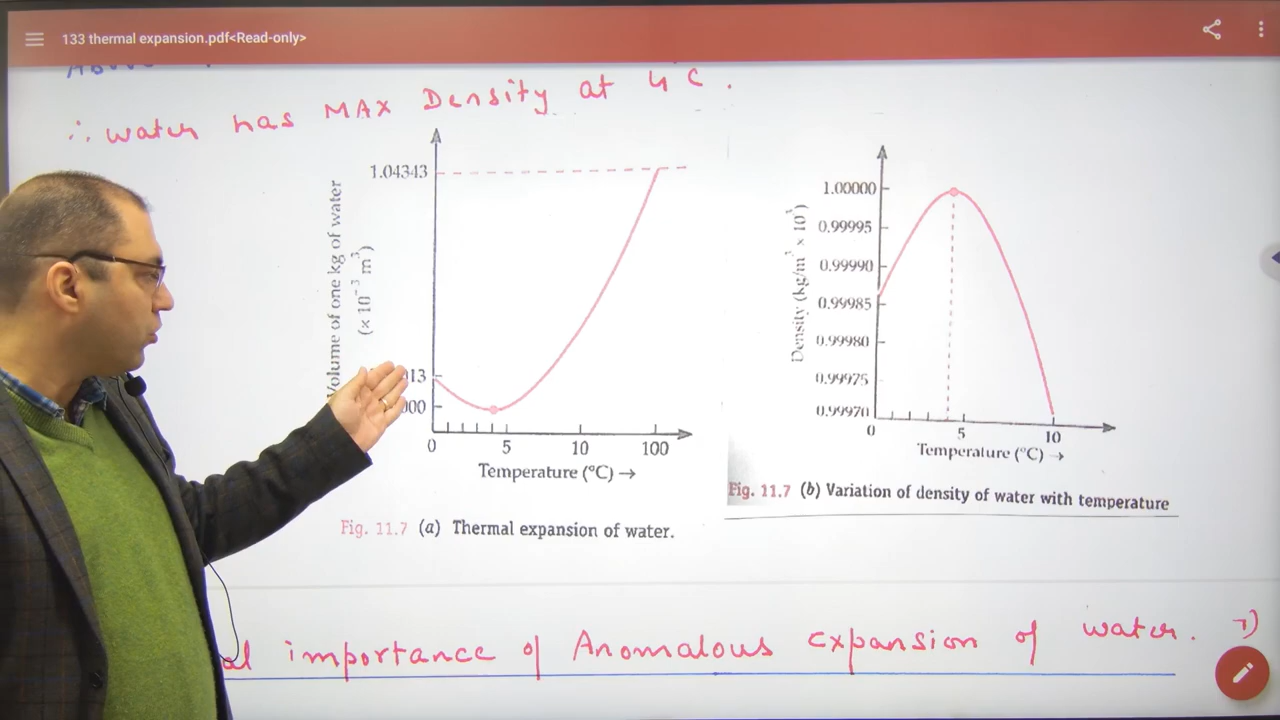 133 thermal expansion.pdf<Read-only>
∴ water has MAX Density at 4 C.
1.04343
Volume of one kg of water
(× 10⁻³ m³)
0 5 10 100
Temperature (°C) →
Fig. 11.7 (a) Thermal expansion of water.
1.00000
0.99995
0.99990
0.99985
0.99980
0.99975
0.99970
Density (kg/m³ × 10³)
0 5 10
Temperature (°C) →
Fig. 11.7 (b) Variation of density of water with temperature
importance of Anomalous expansion of water. 7)